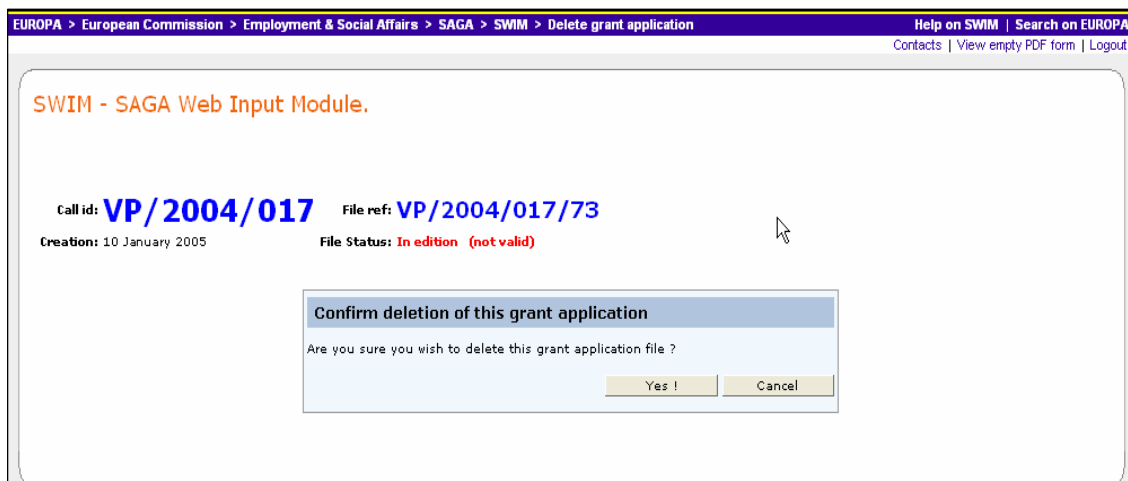 EUROPA > European Commission > Employment & Social Affairs > SAGA > SWIM > Delete grant application Help on SWIM | Search on EUROPA
Contacts | View empty PDF form | Logout
SWIM - SAGA Web Input Module.
Call id: VP/2004/017 File ref: VP/2004/017/73
Creation: 10 January 2005 File Status: In edition (not valid)
Confirm deletion of this grant application
Are you sure you wish to delete this grant application file ?
Yes ! Cancel